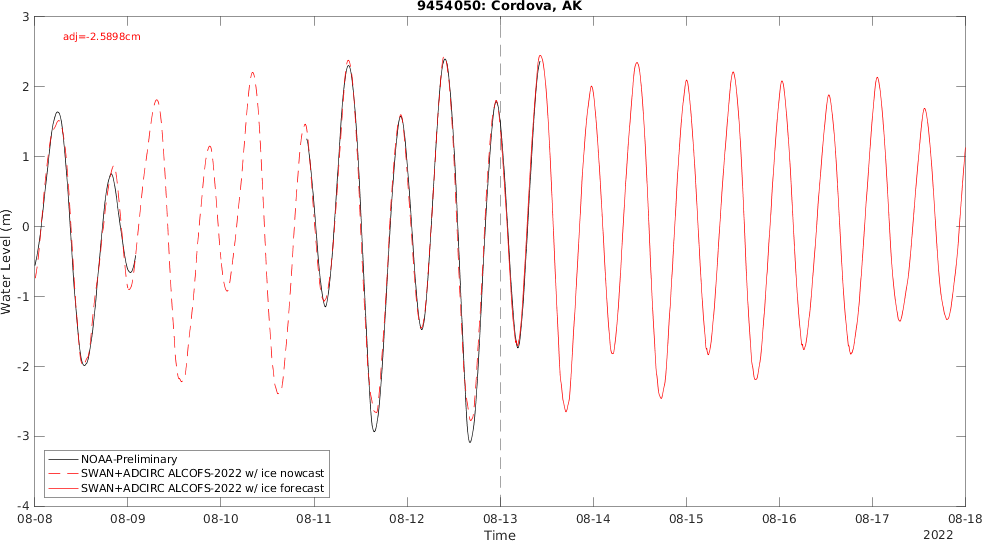 9454050: Cordova, AK
adj=-2.5898cm
3
2
1
0
-1
-2
-3
-4
Water Level (m)
NOAA-Preliminary
SWAN+ADCIRC ALCOFS-2022 w/ ice nowcast
SWAN+ADCIRC ALCOFS-2022 w/ ice forecast
08-08 08-09 08-10 08-11 08-12 08-13 08-14 08-15 08-16 08-17 08-18
Time
2022